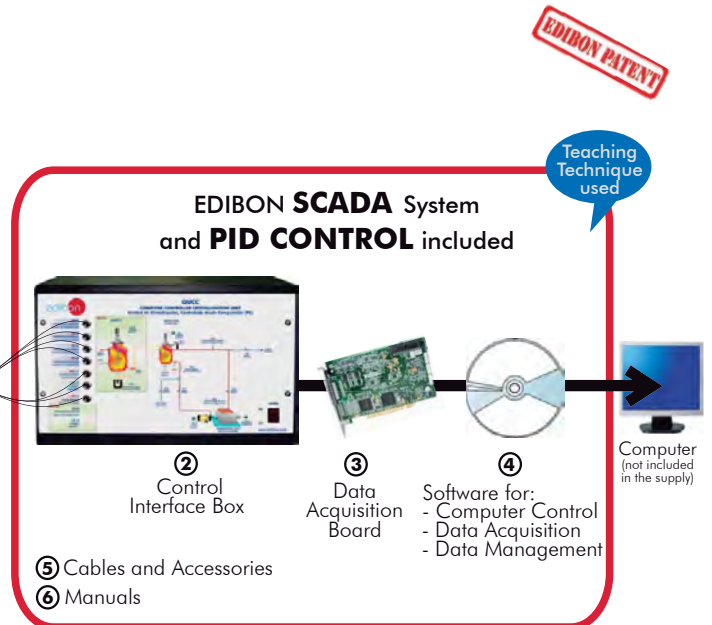 EDIBON PATENT
Teaching
Technique
used
EDIBON SCADA System
and PID CONTROL included
edibon
QUCC
②
Control
Interface Box
③
Data
Acquisition
Board
④
Software for:
- Computer Control
- Data Acquisition
- Data Management
Computer
(not included
in the supply)
⑤ Cables and Accessories
⑥ Manuals